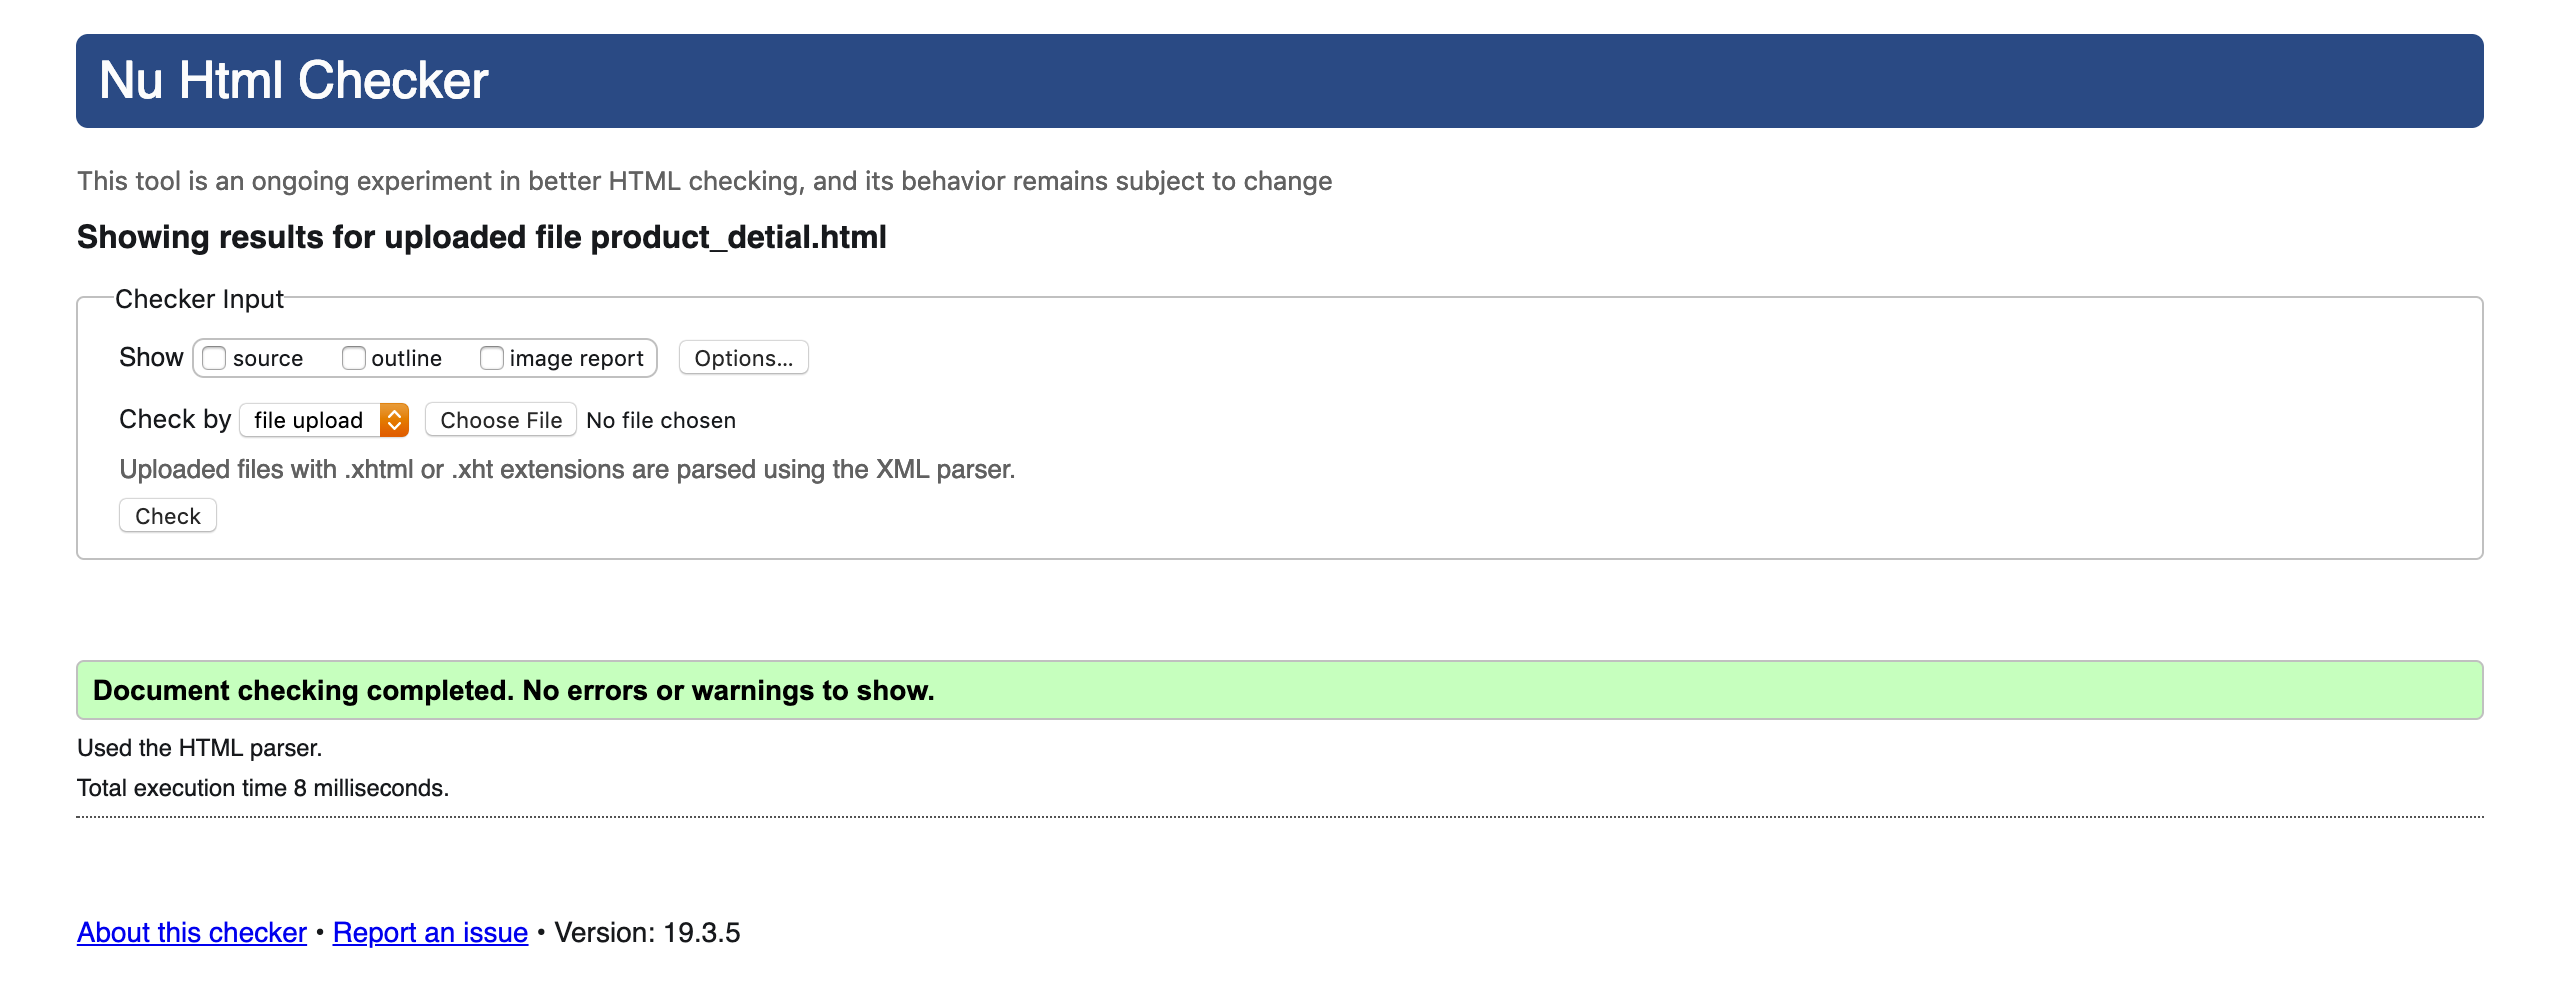 Nu Html Checker
This tool is an ongoing experiment in better HTML checking, and its behavior remains subject to change
Showing results for uploaded file product_detial.html
Checker Input
Show source outline image report Options...
Check by file upload Choose File No file chosen
Uploaded files with .xhtml or .xht extensions are parsed using the XML parser.
Check
Document checking completed. No errors or warnings to show.
Used the HTML parser.
Total execution time 8 milliseconds.
About this checker • Report an issue • Version: 19.3.5